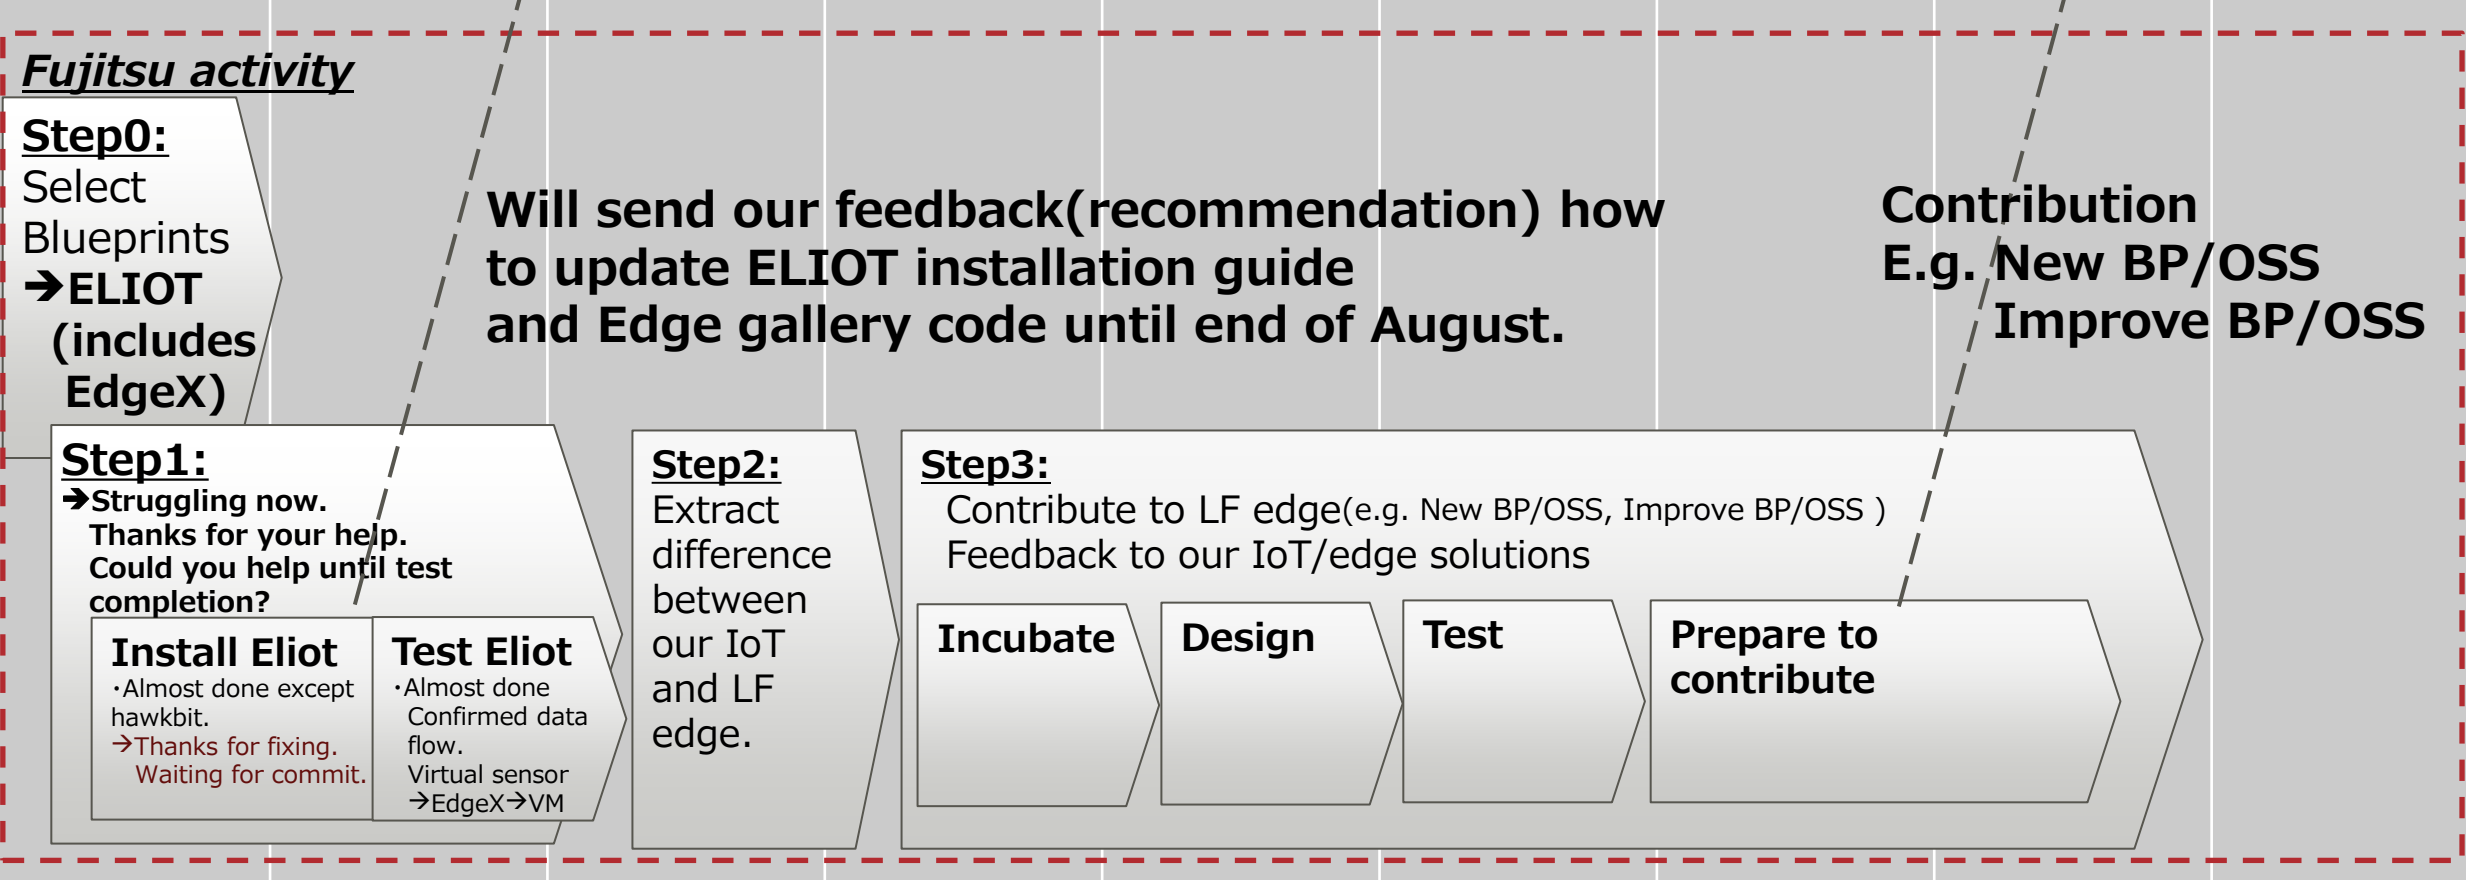 Fujitsu activity
Step0:
Select
Blueprints
➔ELIOT
(includes
EdgeX)
Will send our feedback(recommendation) how
to update ELIOT installation guide
and Edge gallery code until end of August.
Contribution
E.g. New BP/OSS
Improve BP/OSS
Step1:
➔Struggling now.
Thanks for your help.
Could you help until test
completion?
Install Eliot
・Almost done except
hawkbit.
→Thanks for fixing.
Waiting for commit.
Test Eliot
・Almost done
Confirmed data
flow.
Virtual sensor
→EdgeX→VM
Step2:
Extract
difference
between
our IoT
and LF
edge.
Step3:
Contribute to LF edge(e.g. New BP/OSS, Improve BP/OSS )
Feedback to our IoT/edge solutions
Incubate
Design
Test
Prepare to
contribute